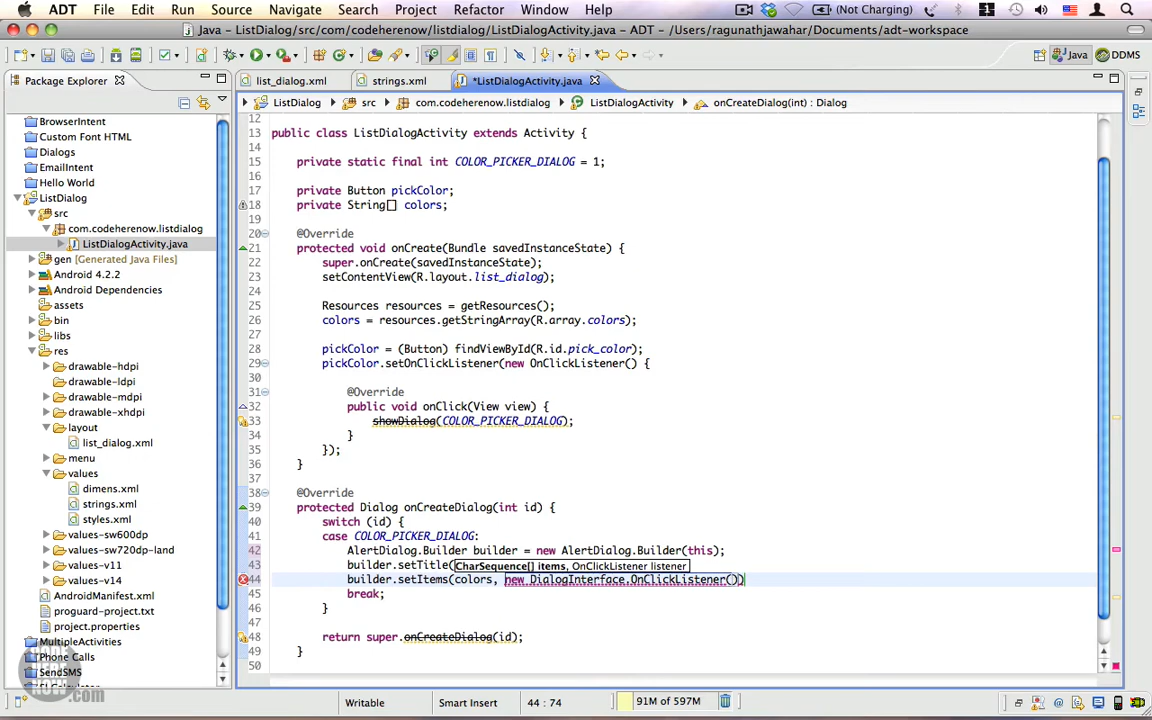 ADT File Edit Run Source Navigate Search Project Refactor Window Help (Not Charging) 1
Java – ListDialog/src/com/codeherenow/listdialog/ListDialogActivity.java – ADT – /Users/ragunathjawahar/Documents/adt-workspace
Java DDMS
Package Explorer
list_dialog.xml strings.xml *ListDialogActivity.java
ListDialog src com.codeherenow.listdialog ListDialogActivity onCreateDialog(int) : Dialog
BrowserIntent
Custom Font HTML
Dialogs
EmailIntent
Hello World
ListDialog
src
com.codeherenow.listdialog
ListDialogActivity.java
gen [Generated Java Files]
Android 4.2.2
Android Dependencies
assets
bin
libs
res
drawable-hdpi
drawable-ldpi
drawable-mdpi
drawable-xhdpi
layout
list_dialog.xml
menu
values
dimens.xml
strings.xml
styles.xml
values-sw600dp
values-sw720dp-land
values-v11
values-v14
AndroidManifest.xml
proguard-project.txt
project.properties
MultipleActivities
Phone Calls
SendSMS
CODE HERE NOW.com
12
13 public class ListDialogActivity extends Activity {
14
15 private static final int COLOR_PICKER_DIALOG = 1;
16
17 private Button pickColor;
18 private String[] colors;
19
20 @Override
21 protected void onCreate(Bundle savedInstanceState) {
22 super.onCreate(savedInstanceState);
23 setContentView(R.layout.list_dialog);
24
25 Resources resources = getResources();
26 colors = resources.getStringArray(R.array.colors);
27
28 pickColor = (Button) findViewById(R.id.pick_color);
29 pickColor.setOnClickListener(new OnClickListener() {
30
31 @Override
32 public void onClick(View view) {
33 showDialog(COLOR_PICKER_DIALOG);
34 }
35 });
36 }
37
38 @Override
39 protected Dialog onCreateDialog(int id) {
40 switch (id) {
41 case COLOR_PICKER_DIALOG:
42 AlertDialog.Builder builder = new AlertDialog.Builder(this);
43 builder.setTitle(
CharSequence[] items, OnClickListener listener
44 builder.setItems(colors, new DialogInterface.OnClickListener())
45 break;
46 }
47
48 return super.onCreateDialog(id);
49 }
50
Writable Smart Insert 44 : 74 91M of 597M